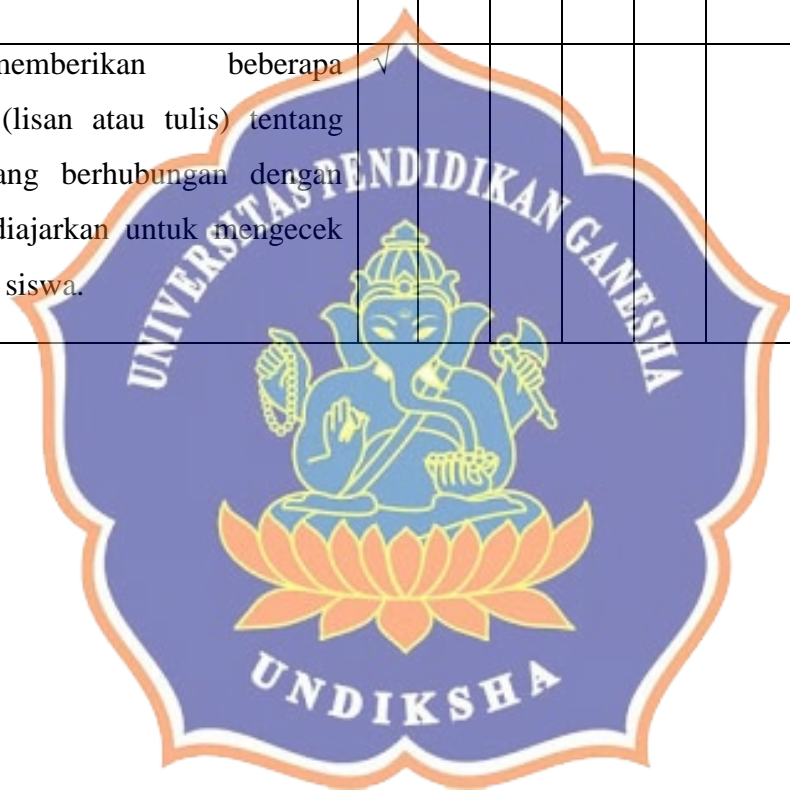 memberikan beberapa √
(lisan atau tulis) tentang
ang berhubungan dengan
diajarkan untuk mengecek
siswa.
UNIVERSITAS PENDIDIKAN GANESHA
UNDIKSHA